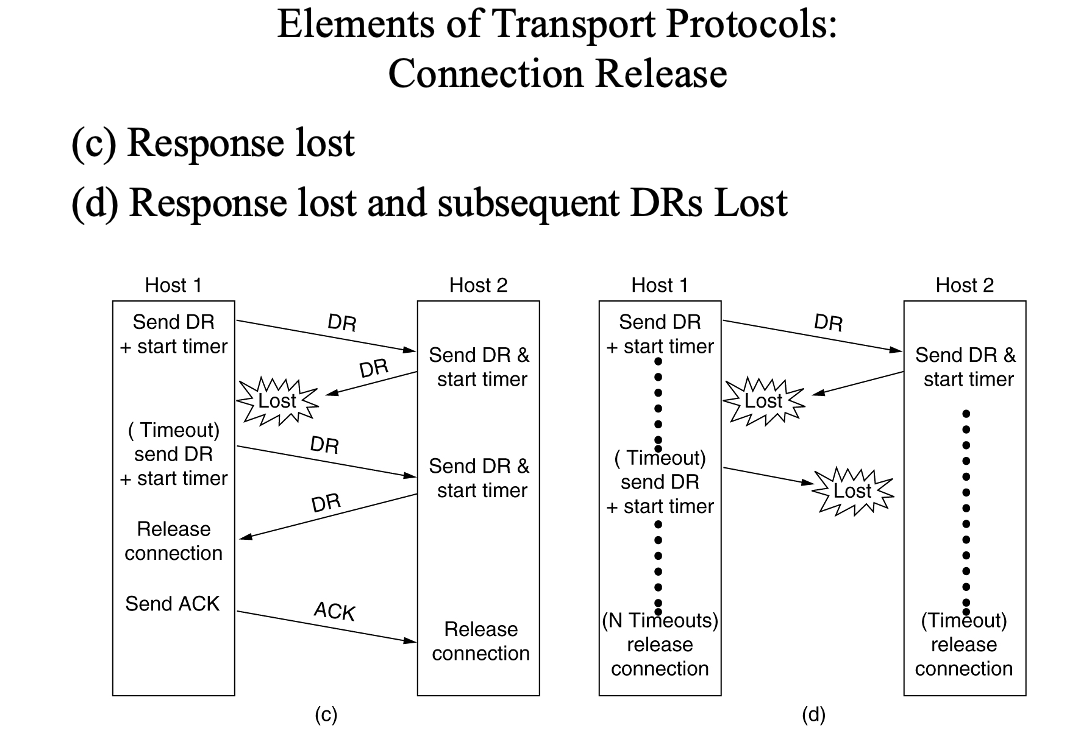 Elements of Transport Protocols:
Connection Release
(c) Response lost
(d) Response lost and subsequent DRs Lost
Host 1
Host 2
Send DR
+ start timer
DR
Send DR &
start timer
DR
Lost
( Timeout)
send DR
+ start timer
DR
Send DR &
start timer
DR
Release
connection
Send ACK
ACK
Release
connection
(c)
Host 1
Host 2
Send DR
+ start timer
DR
Send DR &
start timer
Lost
( Timeout)
send DR
+ start timer
Lost
(N Timeouts)
release
connection
(Timeout)
release
connection
(d)